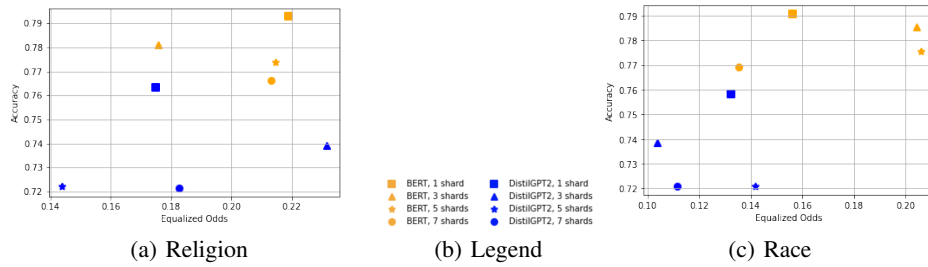 0.79
0.78
0.77
0.76
0.75
0.74
0.73
0.72
Accuracy
0.14 0.16 0.18 0.20 0.22
Equalized Odds
(a) Religion
BERT, 1 shard
BERT, 3 shards
BERT, 5 shards
BERT, 7 shards
DistilGPT2, 1 shard
DistilGPT2, 3 shards
DistilGPT2, 5 shards
DistilGPT2, 7 shards
(b) Legend
0.79
0.78
0.77
0.76
0.75
0.74
0.73
0.72
Accuracy
0.10 0.12 0.14 0.16 0.18 0.20
Equalized Odds
(c) Race